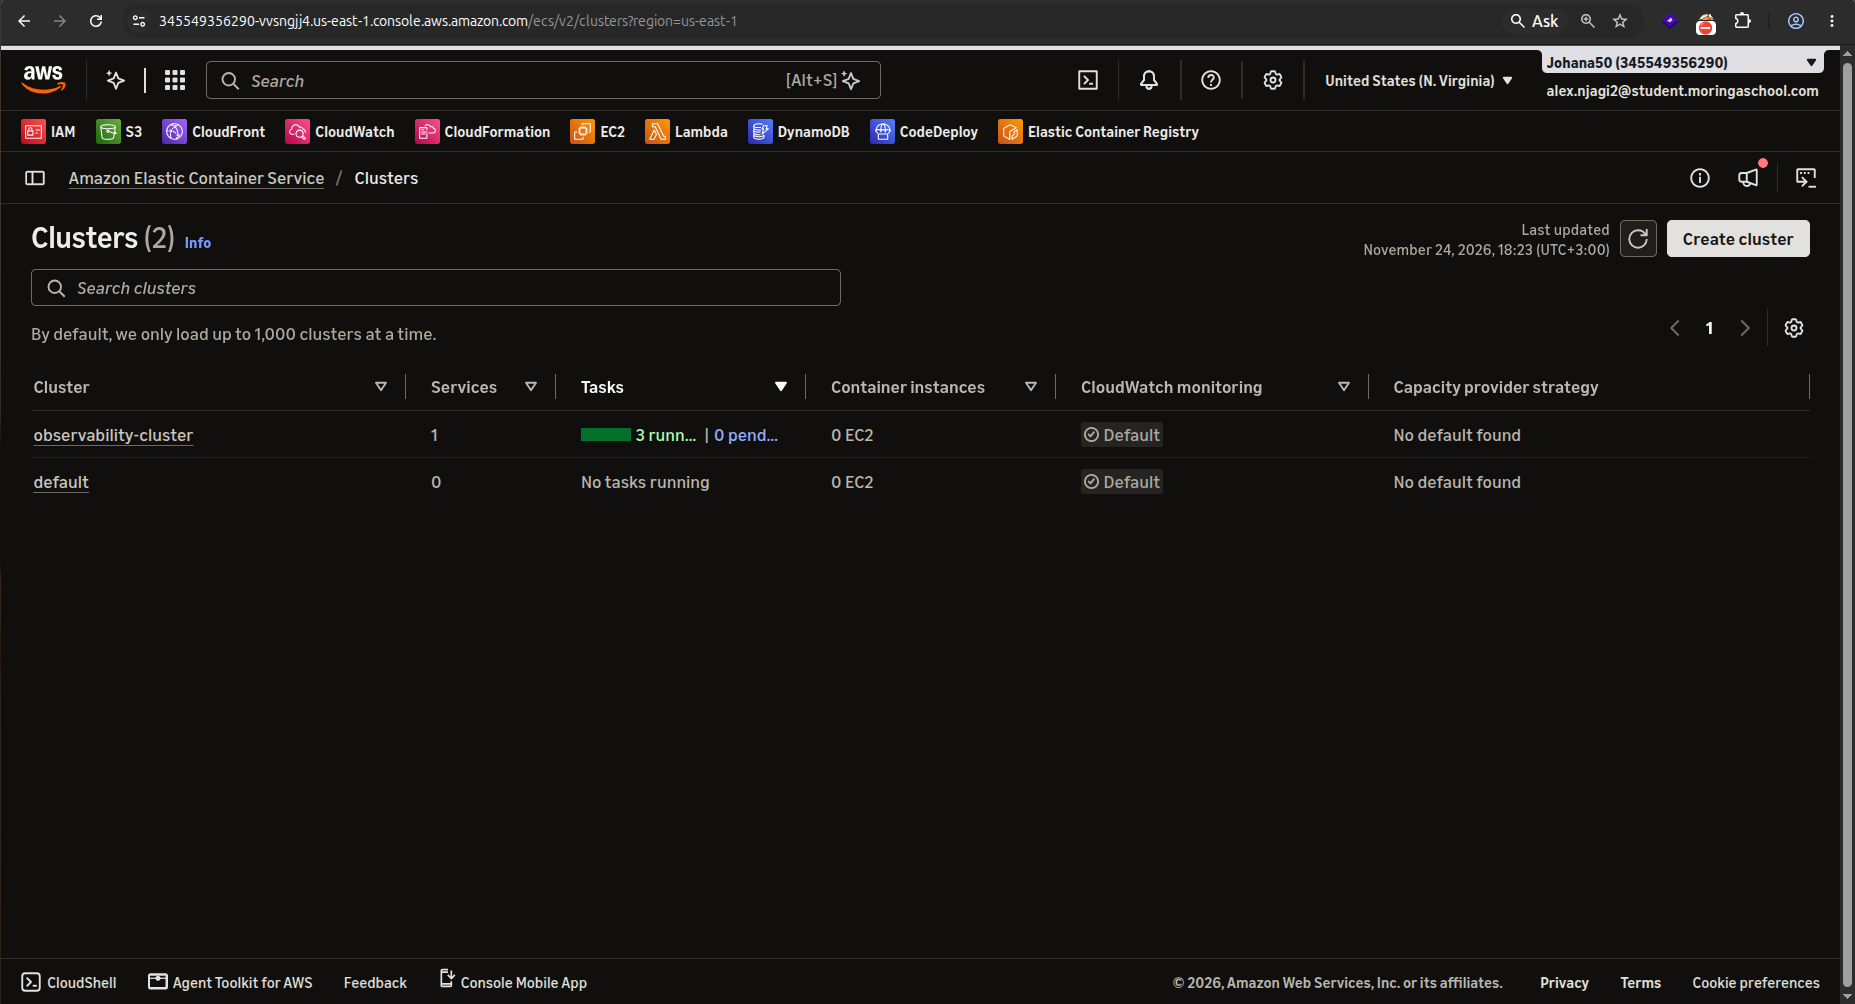 345549356290-vvsngjj4.us-east-1.console.aws.amazon.com/ecs/v2/clusters?region=us-east-1 Ask
aws Search [Alt+S] United States (N. Virginia) Johana50 (345549356290)
alex.njagi2@student.moringaschool.com
IAM S3 CloudFront CloudWatch CloudFormation EC2 Lambda DynamoDB CodeDeploy Elastic Container Registry
Amazon Elastic Container Service / Clusters
Clusters (2) Info
Last updated
November 24, 2026, 18:23 (UTC+3:00)
Create cluster
Search clusters
By default, we only load up to 1,000 clusters at a time.
1
Cluster Services Tasks Container instances CloudWatch monitoring Capacity provider strategy
observability-cluster 1 3 runn... | 0 pend... 0 EC2 Default No default found
default 0 No tasks running 0 EC2 Default No default found
CloudShell Agent Toolkit for AWS Feedback Console Mobile App © 2026, Amazon Web Services, Inc. or its affiliates. Privacy Terms Cookie preferences